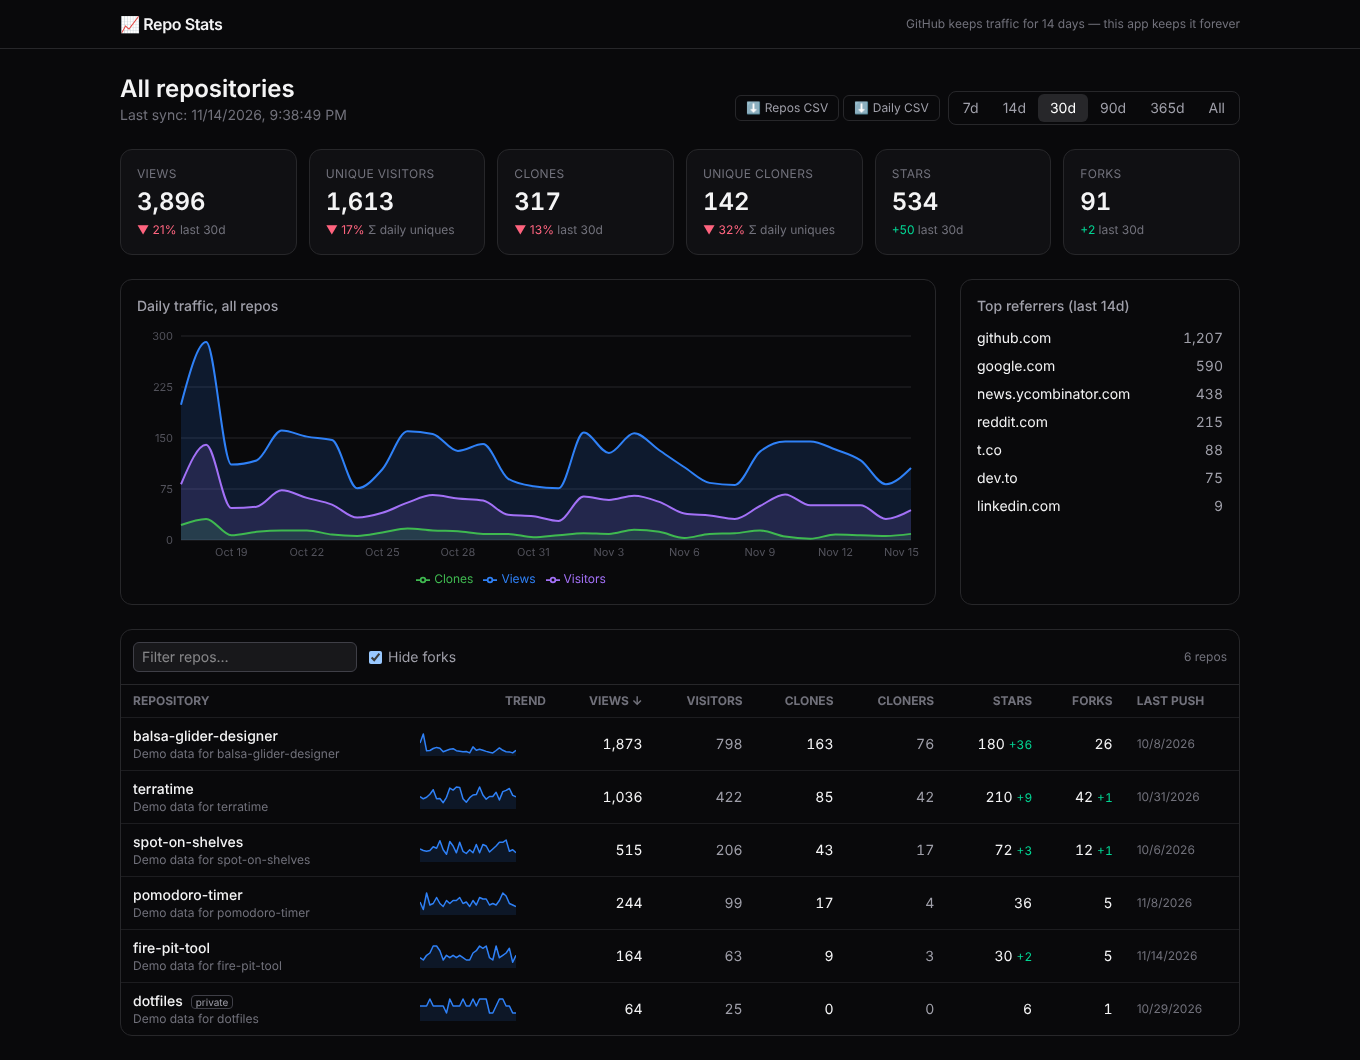 📈 Repo Stats
GitHub keeps traffic for 14 days — this app keeps it forever
All repositories
Last sync: 11/14/2026, 9:38:49 PM
⬇️ Repos CSV ⬇️ Daily CSV 7d 14d 30d 90d 365d All
VIEWS
3,896
▼ 21% last 30d
UNIQUE VISITORS
1,613
▼ 17% Σ daily uniques
CLONES
317
▼ 13% last 30d
UNIQUE CLONERS
142
▼ 32% Σ daily uniques
STARS
534
+50 last 30d
FORKS
91
+2 last 30d
Daily traffic, all repos
300
225
150
75
0
Oct 19 Oct 22 Oct 25 Oct 28 Oct 31 Nov 3 Nov 6 Nov 9 Nov 12 Nov 15
Clones Views Visitors
Top referrers (last 14d)
github.com 1,207
google.com 590
news.ycombinator.com 438
reddit.com 215
t.co 88
dev.to 75
linkedin.com 9
Filter repos... Hide forks 6 repos
REPOSITORY TREND VIEWS ↓ VISITORS CLONES CLONERS STARS FORKS LAST PUSH
balsa-glider-designer 1,873 798 163 76 180 +36 26 10/8/2026
Demo data for balsa-glider-designer
terratime 1,036 422 85 42 210 +9 42 +1 10/31/2026
Demo data for terratime
spot-on-shelves 515 206 43 17 72 +3 12 +1 10/6/2026
Demo data for spot-on-shelves
pomodoro-timer 244 99 17 4 36 5 11/8/2026
Demo data for pomodoro-timer
fire-pit-tool 164 63 9 3 30 +2 5 11/14/2026
Demo data for fire-pit-tool
dotfiles private 64 25 0 0 6 1 10/29/2026
Demo data for dotfiles